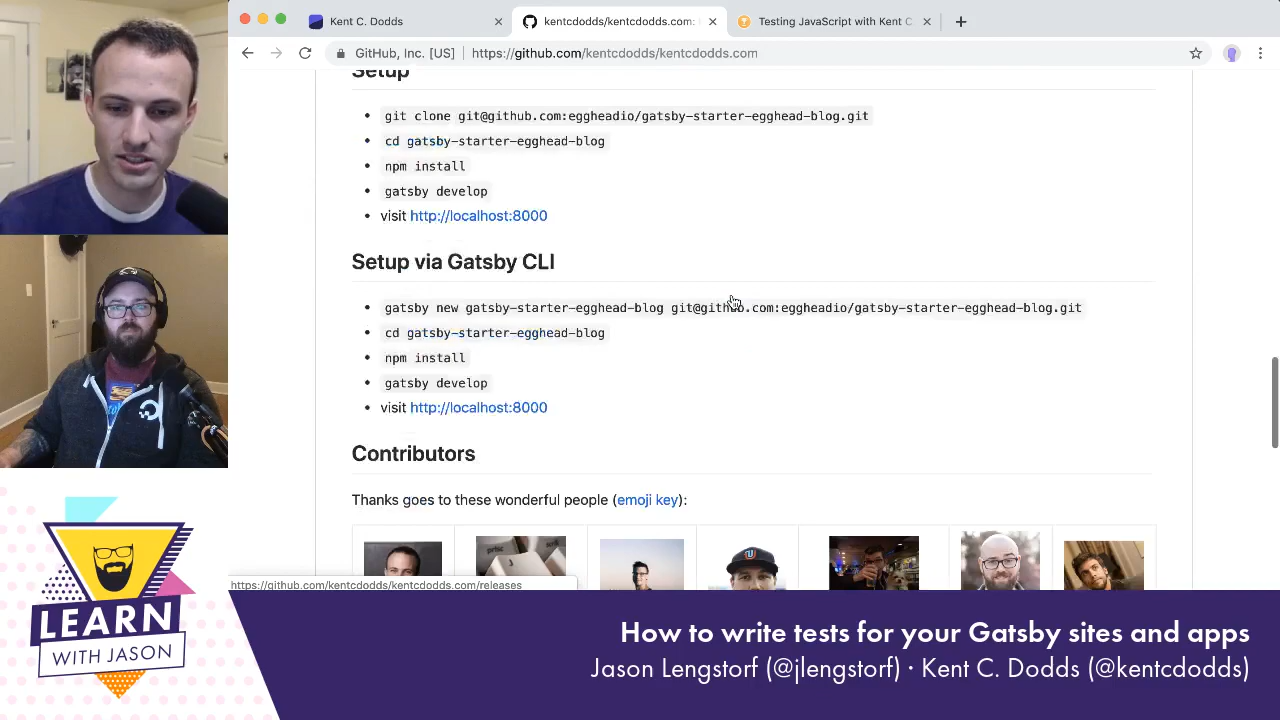 Kent C. Dodds
kentcdodds/kentcdodds.com:
Testing JavaScript with Kent C
GitHub, Inc. [US]
https://github.com/kentcdodds/kentcdodds.com
Setup
git clone git@github.com:eggheadio/gatsby-starter-egghead-blog.git
cd gatsby-starter-egghead-blog
npm install
gatsby develop
visit http://localhost:8000
Setup via Gatsby CLI
gatsby new gatsby-starter-egghead-blog git@github.com:eggheadio/gatsby-starter-egghead-blog.git
cd gatsby-starter-egghead-blog
npm install
gatsby develop
visit http://localhost:8000
Contributors
Thanks goes to these wonderful people (emoji key):
https://github.com/kentcdodds/kentcdodds.com/releases
LEARN
WITH JASON
How to write tests for your Gatsby sites and apps
Jason Lengstorf (@jlengstorf) · Kent C. Dodds (@kentcdodds)